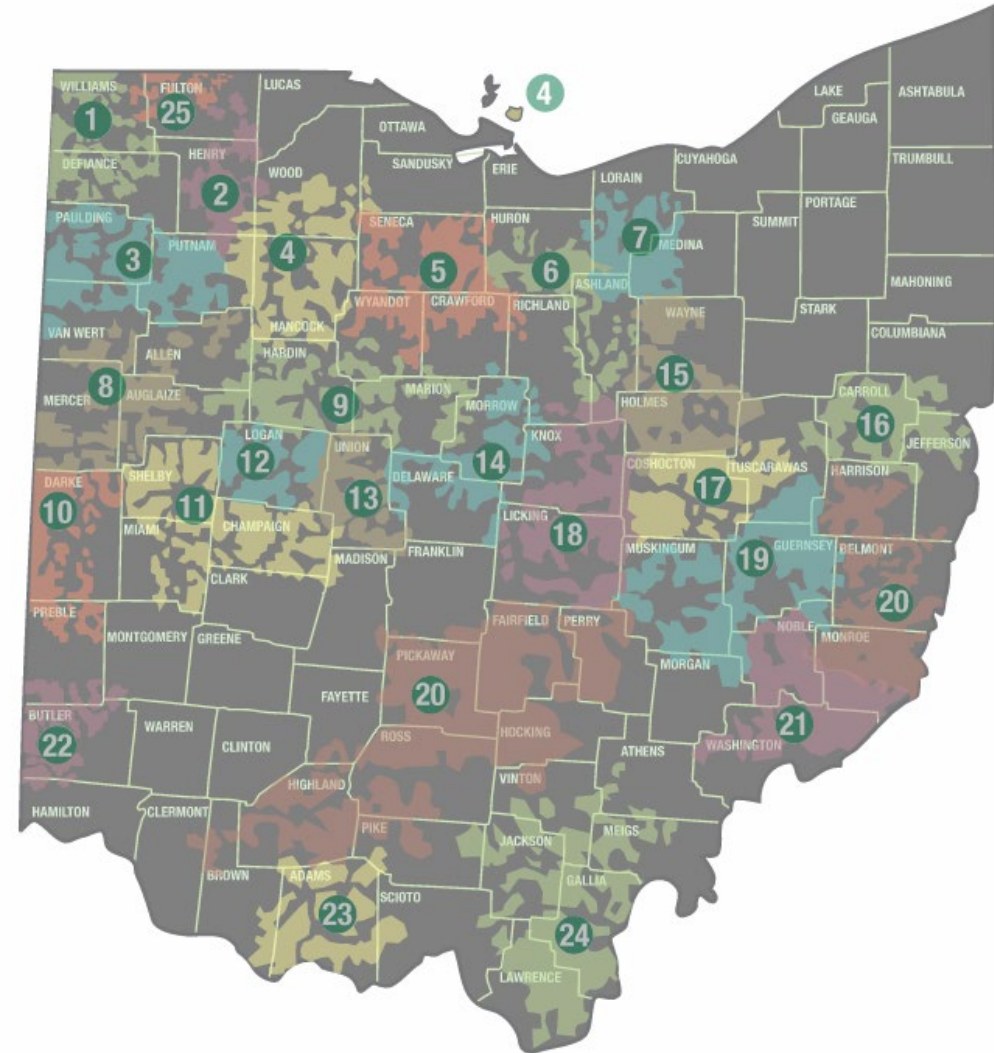 4
LAKE
ASHTABULA
GEAUGA
WILLIAMS
FULTON
LUCAS
1
25
OTTAWA
TRUMBULL
DEFIANCE
HENRY
SANDUSKY
ERIE
CUYAHOGA
WOOD
LORAIN
2
PORTAGE
PAULDING
SENECA
HURON
SUMMIT
PUTNAM
7
MEDINA
3
4
5
6
MAHONING
ASHLAND
WYANDOT
CRAWFORD
RICHLAND
WAYNE
STARK
VAN WERT
HANCOCK
COLUMBIANA
ALLEN
HARDIN
15
8
MARION
CARROLL
MERCER
AUGLAIZE
9
MORROW
HOLMES
16
LOGAN
KNOX
JEFFERSON
12
UNION
14
COSHOCTON
TUSCARAWAS
SHELBY
DELAWARE
HARRISON
DARKE
17
10
11
13
MIAMI
CHAMPAIGN
LICKING
18
FRANKLIN
MUSKINGUM
19
GUERNSEY
BELMONT
MADISON
CLARK
20
PREBLE
FAIRFIELD
PERRY
NOBLE
MONTGOMERY
GREENE
MONROE
PICKAWAY
MORGAN
FAYETTE
20
BUTLER
WARREN
21
22
ROSS
HOCKING
CLINTON
ATHENS
WASHINGTON
VINTON
HIGHLAND
HAMILTON
CLERMONT
PIKE
MEIGS
JACKSON
BROWN
ADAMS
GALLIA
SCIOTO
23
24
LAWRENCE